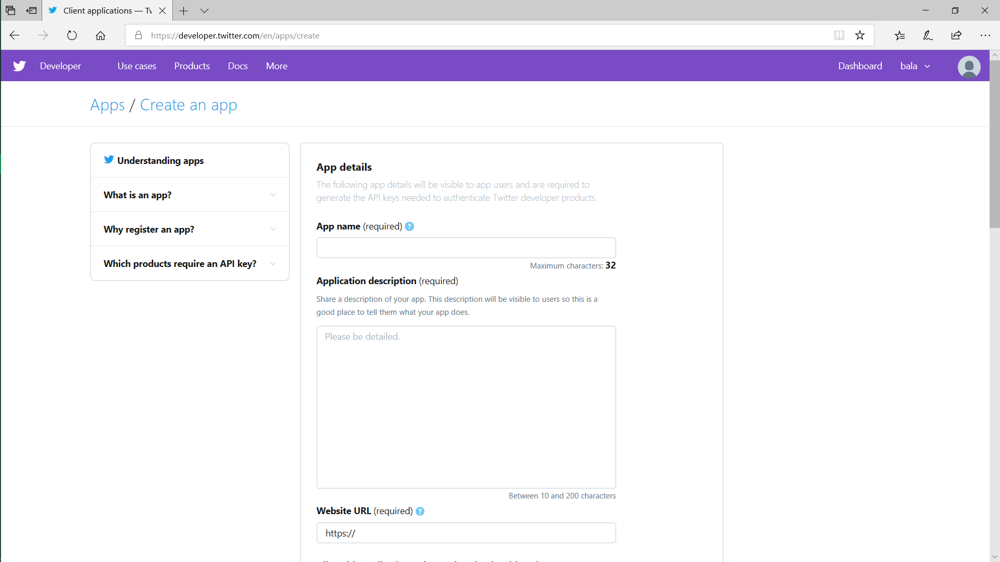 Client applications — Tw
https://developer.twitter.com/en/apps/create
Developer Use cases Products Docs More Dashboard bala
Apps / Create an app
Understanding apps
What is an app?
Why register an app?
Which products require an API key?
App details
The following app details will be visible to app users and are required to
generate the API keys needed to authenticate Twitter developer products.
App name (required) ?
Maximum characters: 32
Application description (required)
Share a description of your app. This description will be visible to users so this is a
good place to tell them what your app does.
Please be detailed.
Between 10 and 200 characters
Website URL (required) ?
https://